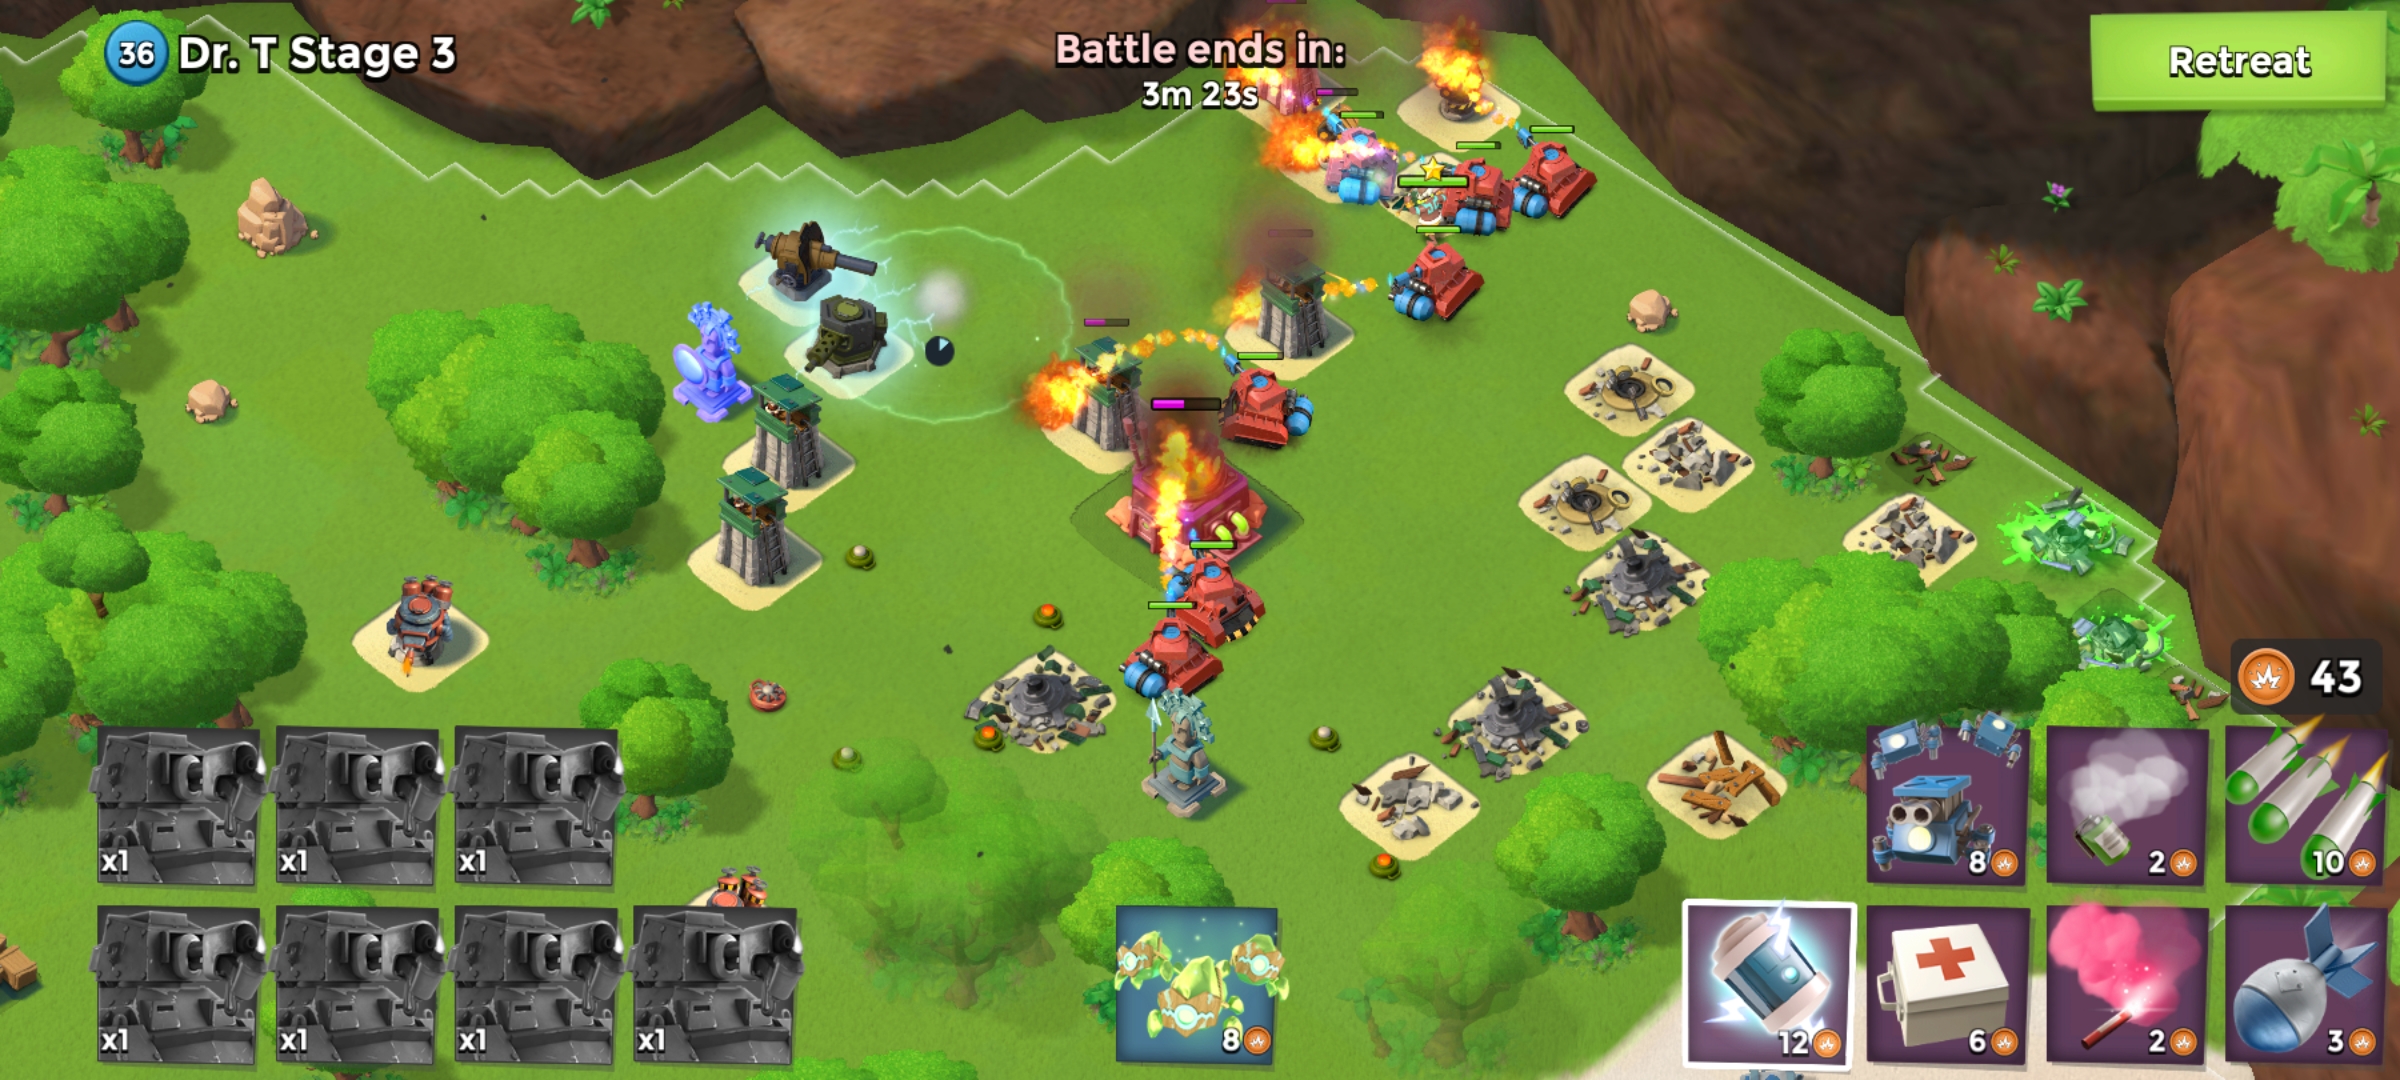 36 Dr. T Stage 3
Battle ends in:
3m 23s
Retreat
43
x1 x1 x1
8 2 10
x1 x1 x1 x1
8
12 6 2 3